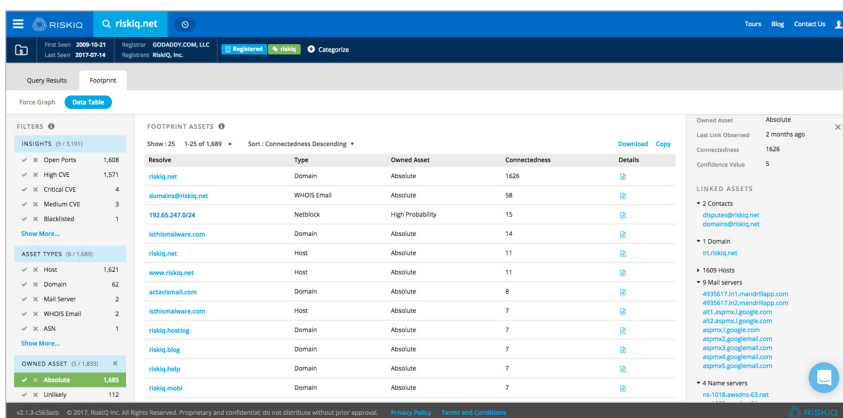 RISKIQ riskiq.net Tours Blog Contact Us
First Seen 2009-10-21 Registrar GODADDY.COM, LLC Registered riskiq Categorize
Last Seen 2017-07-14 Registrant RiskIQ, Inc.
Query Results Footprint
Force Graph Data Table
FILTERS
INSIGHTS (9 / 3,191)
Open Ports 1,608
High CVE 1,571
Critical CVE 4
Medium CVE 3
Blacklisted 1
Show More...
ASSET TYPES (6 / 1,689)
Host 1,621
Domain 62
Mail Server 2
WHOIS Email 2
ASN 1
Show More...
OWNED ASSET (5 / 1,833)
Absolute 1,685
Unlikely 112
FOOTPRINT ASSETS
Show : 25 1-25 of 1,689 Sort : Connectedness Descending Download Copy
Resolve Type Owned Asset Connectedness Details
riskiq.net Domain Absolute 1626
domains@riskiq.net WHOIS Email Absolute 58
192.65.247.0/24 Netblock High Probability 15
isthismalware.com Domain Absolute 14
riskiq.net Host Absolute 11
www.riskiq.net Host Absolute 11
actavismail.com Domain Absolute 8
isthismalware.com Host Absolute 7
riskiq.hosting Domain Absolute 7
riskiq.blog Domain Absolute 7
riskiq.help Domain Absolute 7
riskiq.mobi Domain Absolute 7
Owned Asset Absolute
Last Link Observed 2 months ago
Connectedness 1626
Confidence Value 5
LINKED ASSETS
2 Contacts
disputes@riskiq.net
domains@riskiq.net
1 Domain
irt.riskiq.net
1609 Hosts
9 Mail servers
4935617.in1.mandrillapp.com
4935617.in2.mandrillapp.com
alt1.aspmx.l.google.com
alt2.aspmx.l.google.com
aspmx.l.google.com
aspmx2.googlemail.com
aspmx3.googlemail.com
aspmx4.googlemail.com
aspmx5.googlemail.com
4 Name servers
ns-1018.awsdns-63.net
v2.1.3-c563acb © 2017, RiskIQ Inc. All Rights Reserved. Proprietary and confidential; do not distribute without prior approval. Privacy Policy Terms and Conditions RISKIQ